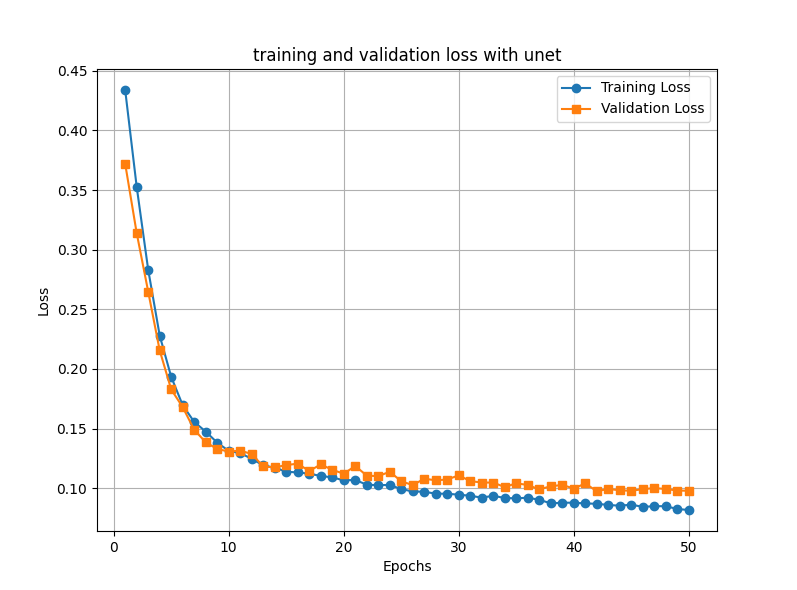 training and validation loss with unet
Training Loss
Validation Loss
0.45
0.40
0.35
0.30
0.25
0.20
0.15
0.10
Loss
0 10 20 30 40 50
Epochs